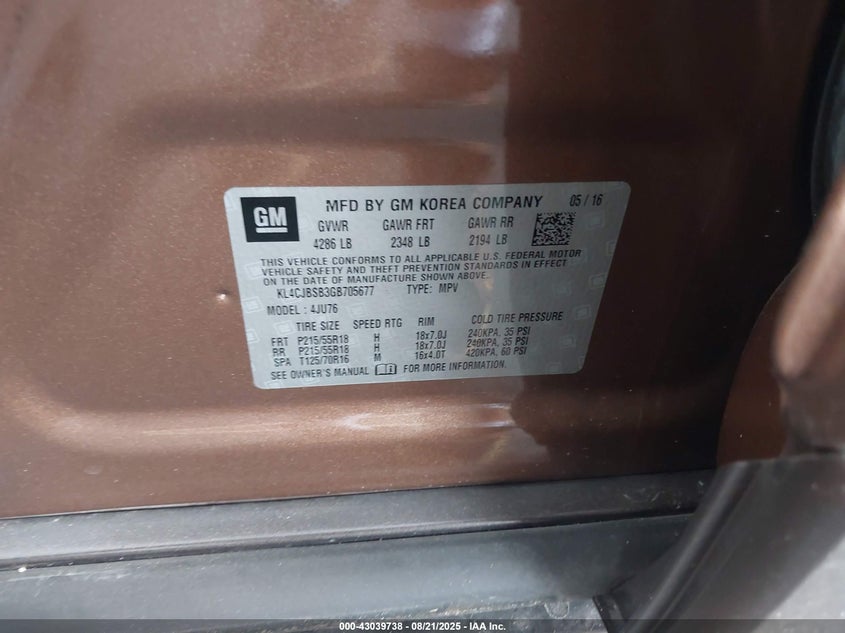 GM MFD BY GM KOREA COMPANY 05 / 16
GVWR GAWR FRT GAWR RR
4286 LB 2348 LB 2194 LB
THIS VEHICLE CONFORMS TO ALL APPLICABLE U.S. FEDERAL MOTOR
VEHICLE SAFETY AND THEFT PREVENTION STANDARDS IN EFFECT
ON THE DATE OF MANUFACTURE SHOWN ABOVE.
KL4CJBSB3GB705677 TYPE: MPV
MODEL : 4JU76
TIRE SIZE SPEED RTG RIM COLD TIRE PRESSURE
FRT P215/55R18 H 18x7.0J 240KPA, 35 PSI
RR P215/55R18 H 18x7.0J 240KPA, 35 PSI
SPA T125/70R16 M 16x4.0T 420KPA, 60 PSI
SEE OWNER'S MANUAL FOR MORE INFORMATION.
000-43039738 - 08/21/2025 - IAA Inc.